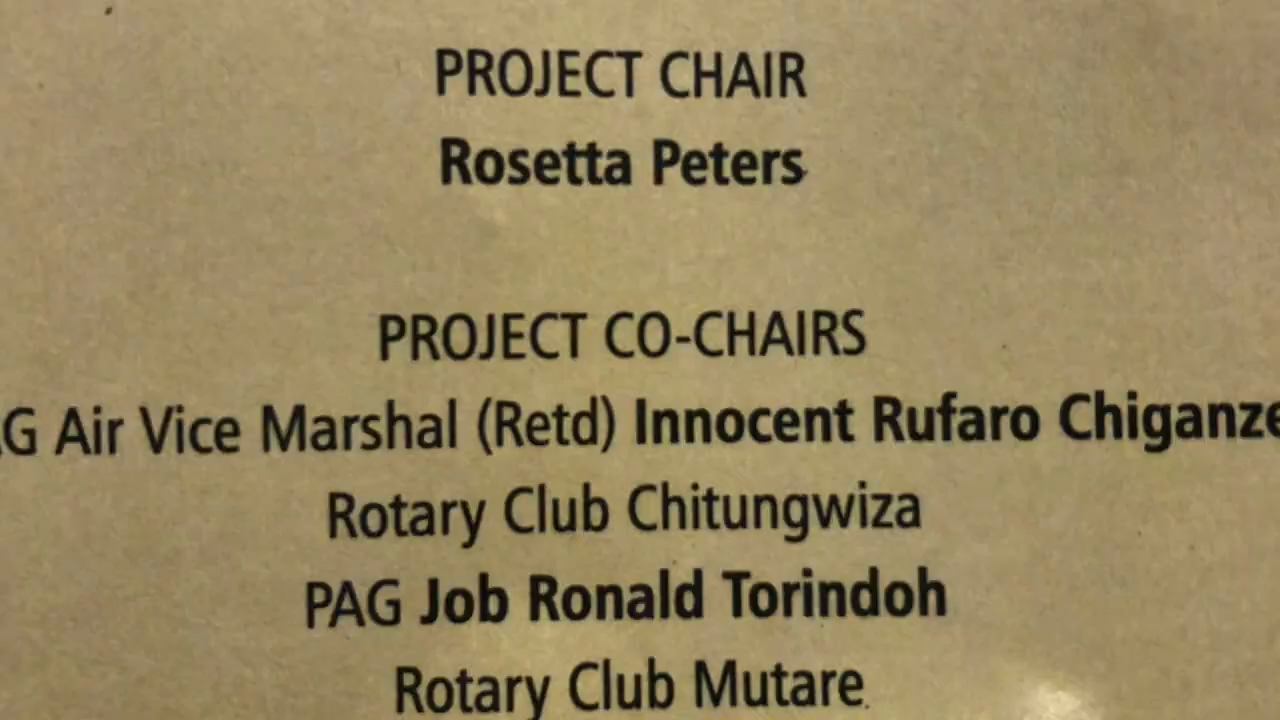 PROJECT CHAIR
Rosetta Peters
PROJECT CO-CHAIRS
Air Vice Marshal (Retd) Innocent Rufaro
Rotary Club Chitungwiza
PAG Job Ronald Torindoh
Rotary Club Mutare